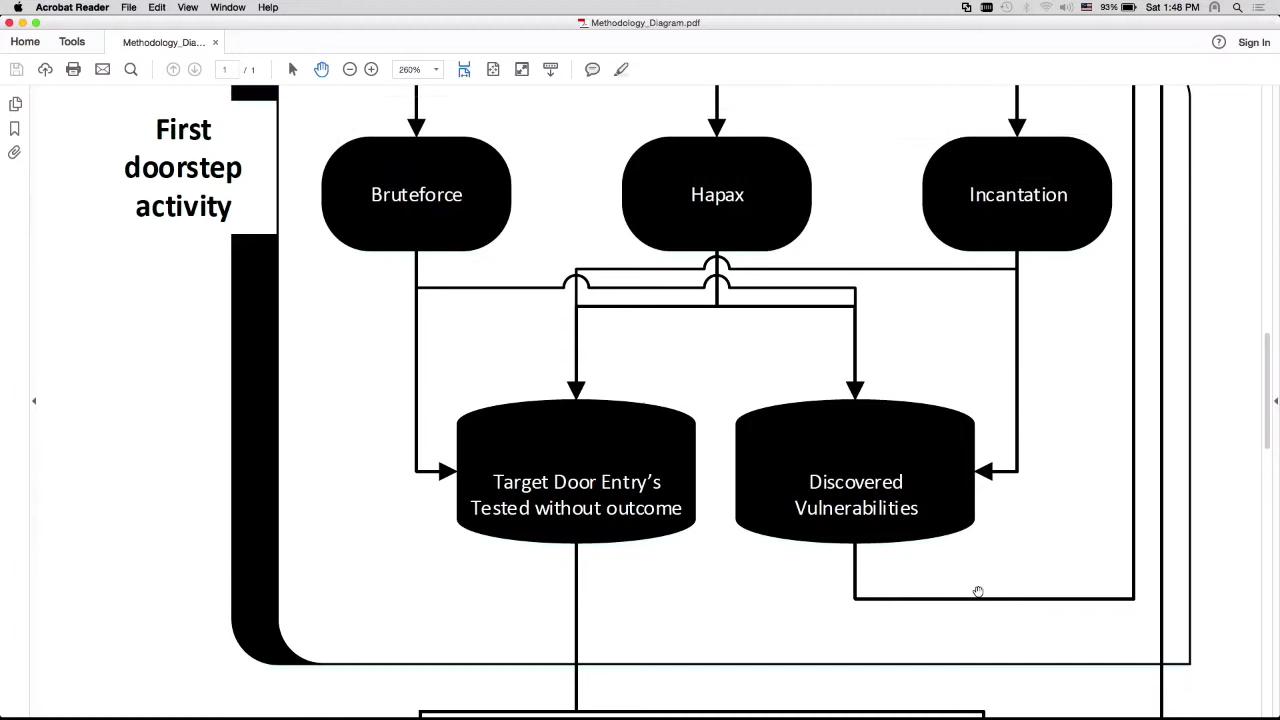 Acrobat Reader File Edit View Window Help 93% Sat 1:48 PM
Methodology_Diagram.pdf
Home Tools Methodology_Dia... × Sign In
1 / 1 260%
First
doorstep
activity
Bruteforce
Hapax
Incantation
Target Door Entry’s
Tested without outcome
Discovered
Vulnerabilities